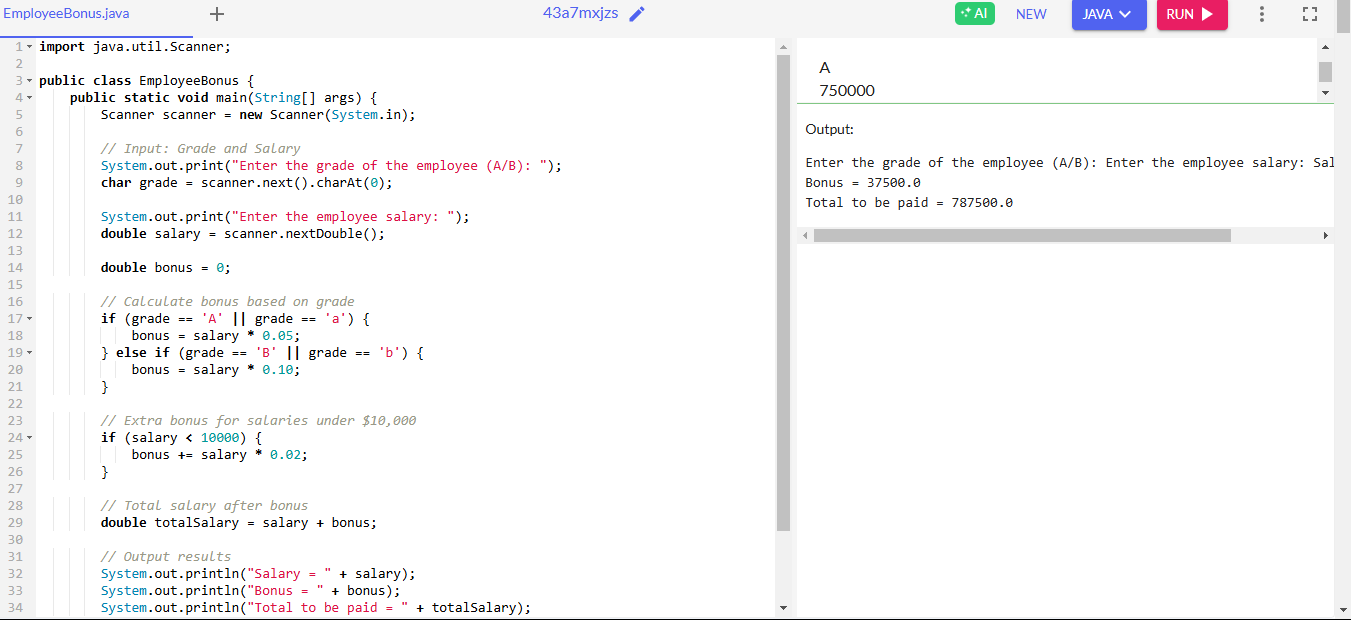 EmployeeBonus.java + 43a7mxjzs AI NEW JAVA RUN
1 import java.util.Scanner;
2
3 public class EmployeeBonus {
4     public static void main(String[] args) {
5         Scanner scanner = new Scanner(System.in);
6
7         // Input: Grade and Salary
8         System.out.print("Enter the grade of the employee (A/B): ");
9         char grade = scanner.next().charAt(0);
10
11         System.out.print("Enter the employee salary: ");
12         double salary = scanner.nextDouble();
13
14         double bonus = 0;
15
16         // Calculate bonus based on grade
17         if (grade == 'A' || grade == 'a') {
18             bonus = salary * 0.05;
19         } else if (grade == 'B' || grade == 'b') {
20             bonus = salary * 0.10;
21         }
22
23         // Extra bonus for salaries under $10,000
24         if (salary < 10000) {
25             bonus += salary * 0.02;
26         }
27
28         // Total salary after bonus
29         double totalSalary = salary + bonus;
30
31         // Output results
32         System.out.println("Salary = " + salary);
33         System.out.println("Bonus = " + bonus);
34         System.out.println("Total to be paid = " + totalSalary);
A
750000
Output:
Enter the grade of the employee (A/B): Enter the employee salary: Sal
Bonus = 37500.0
Total to be paid = 787500.0